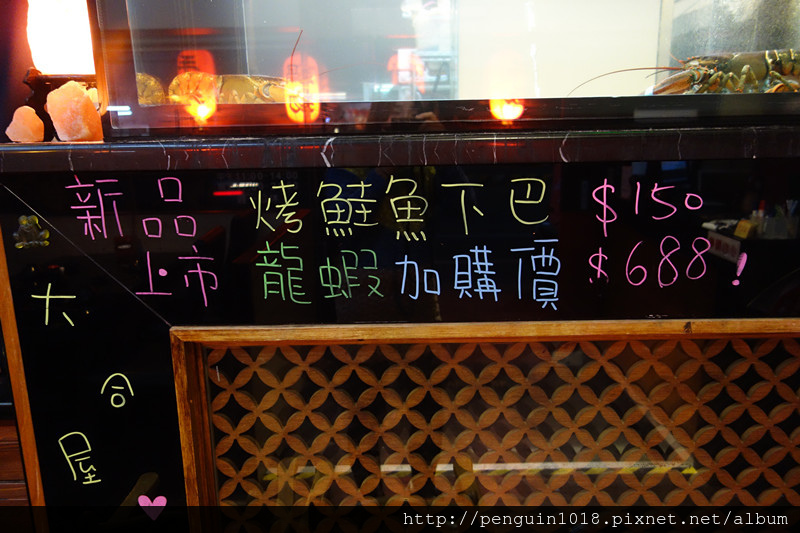 新品 烤鮭魚下巴 $150
上市 龍蝦加購價 $688!
大
合
屋
http://penguin1018.pixnet.net/album